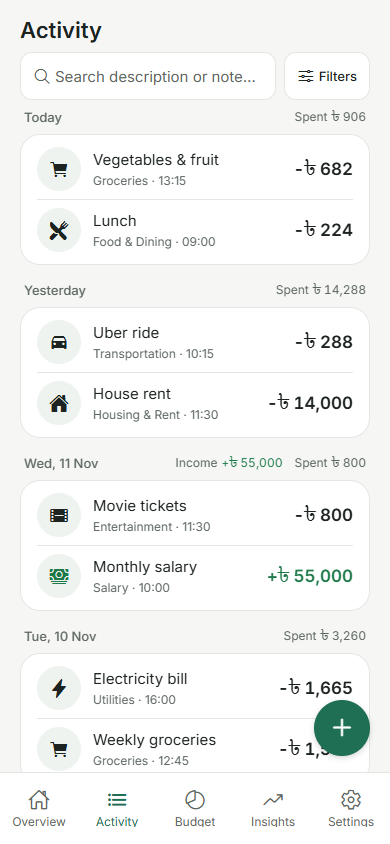 Activity
Search description or note...
Filters
Today
Spent ৳ 906
Vegetables & fruit
-৳ 682
Groceries · 13:15
Lunch
-৳ 224
Food & Dining · 09:00
Yesterday
Spent ৳ 14,288
Uber ride
-৳ 288
Transportation · 10:15
House rent
-৳ 14,000
Housing & Rent · 11:30
Wed, 11 Nov
Income +৳ 55,000 Spent ৳ 800
Movie tickets
-৳ 800
Entertainment · 11:30
Monthly salary
+৳ 55,000
Salary · 10:00
Tue, 10 Nov
Spent ৳ 3,260
Electricity bill
-৳ 1,665
Utilities · 16:00
Weekly groceries
Groceries · 12:45
Overview
Activity
Budget
Insights
Settings